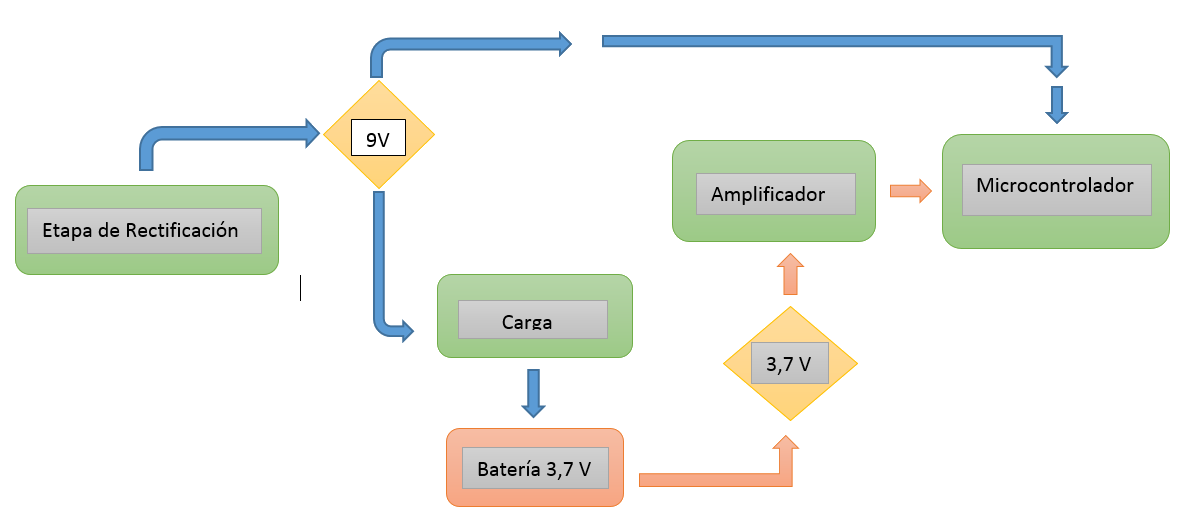 9V
Etapa de Rectificación
Amplificador
Microcontrolador
Carga
3,7 V
Batería 3,7 V